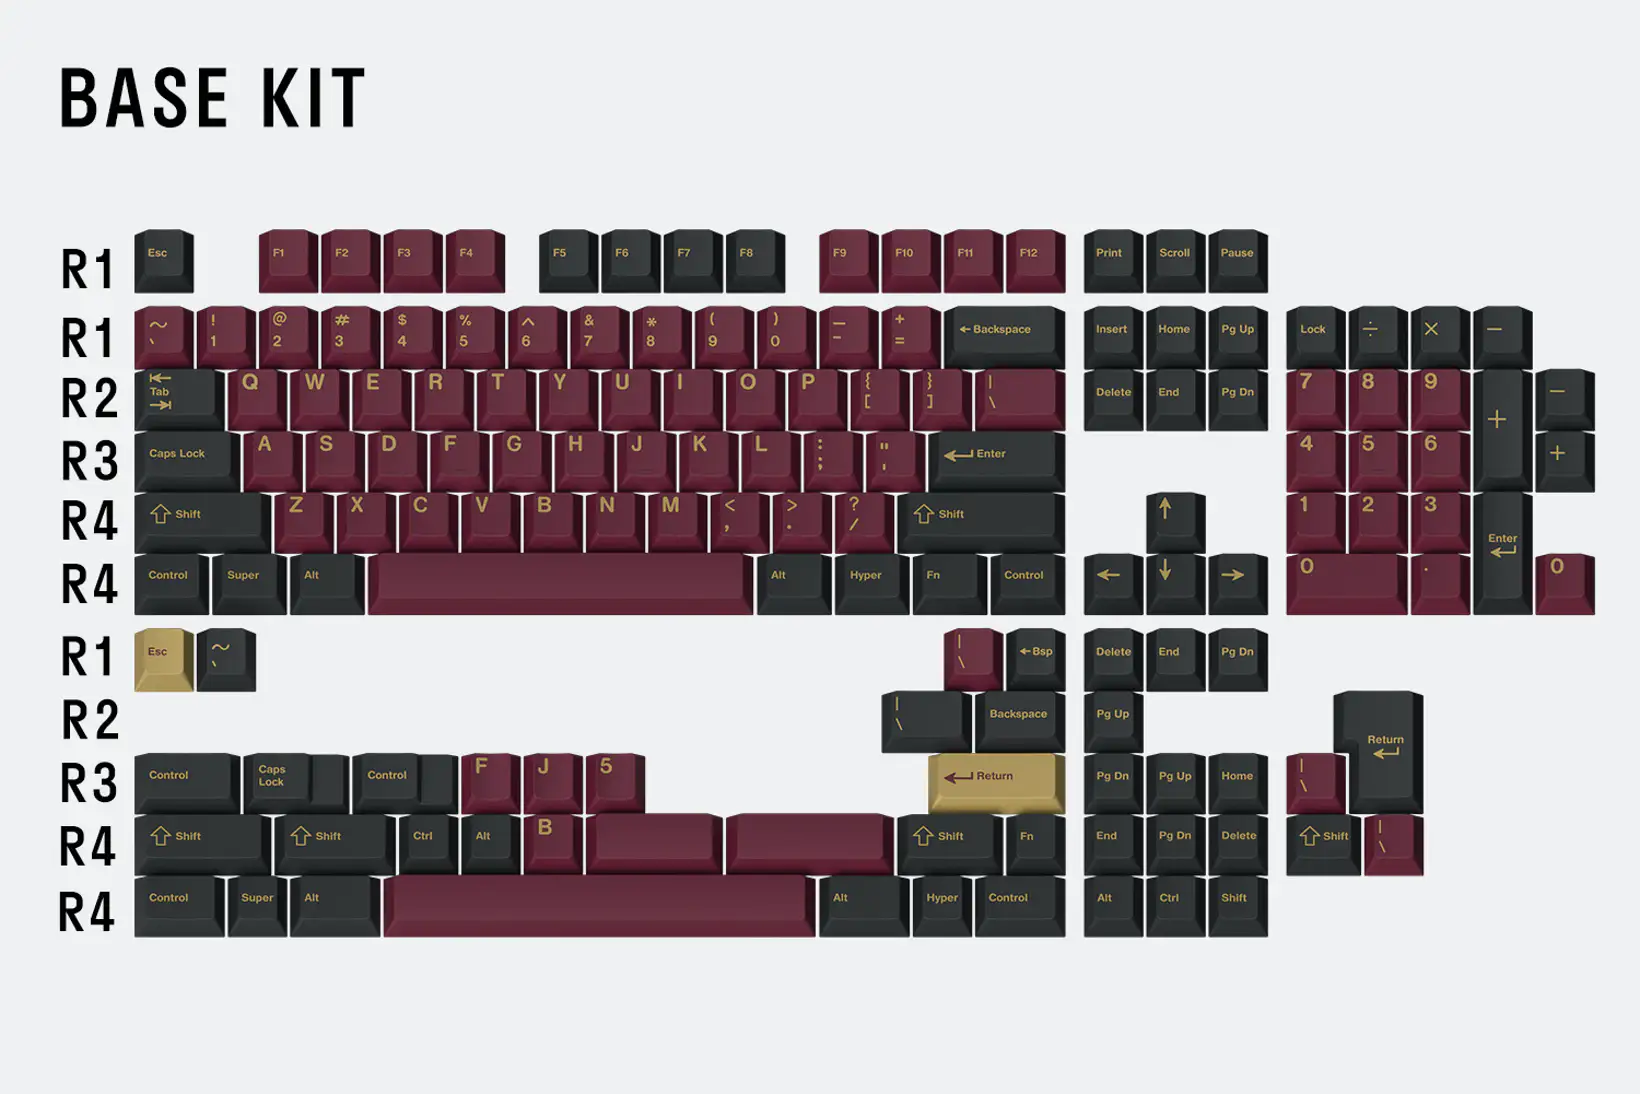 BASE KIT
R1 Esc F1 F2 F3 F4 F5 F6 F7 F8 F9 F10 F11 F12 Print Scroll Pause
R1 ~ ` ! 1 @ 2 # 3 $ 4 % 5 ^ 6 & 7 * 8 ( 9 ) 0 _ - + = ← Backspace Insert Home Pg Up Lock ÷ × −
R2 Tab Q W E R T Y U I O P { [ } ] | \ Delete End Pg Dn 7 8 9 + −
R3 Caps Lock A S D F G H J K L : ; " ' Enter 4 5 6 +
R4 Shift Z X C V B N M < , > . ? / Shift ↑ 1 2 3 Enter
R4 Control Super Alt Alt Hyper Fn Control ← ↓ → 0 . 0
R1 Esc ~ ` | \ ← Bsp Delete End Pg Dn
R2 | \ Backspace Pg Up Return
R3 Control Caps Lock Control F J 5 Return Pg Dn Pg Up Home | \
R4 Shift Shift Ctrl Alt B Shift Fn End Pg Dn Delete Shift | \
R4 Control Super Alt Alt Hyper Control Alt Ctrl Shift